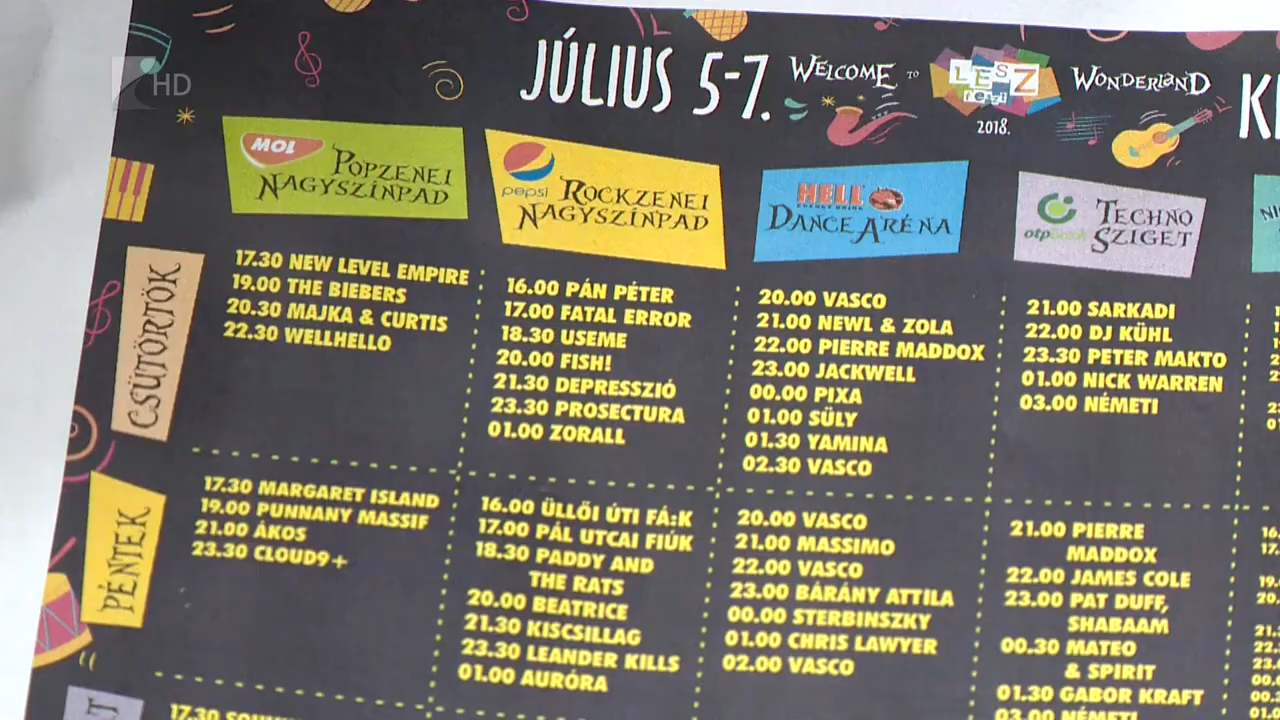 HD
JÚLIUS 5-7.
WELCOME TO
LESZ
2018.
WONDERLAND
MOL
POPZENEI
NAGYSZÍNPAD
pepsi
ROCKZENEI
NAGYSZÍNPAD
HELL
ENERGY DRINK
DANCE ARÉNA
otpbank
TECHNO
SZIGET
CSÜTÖRTÖK
17.30 NEW LEVEL EMPIRE
19.00 THE BIEBERS
20.30 MAJKA & CURTIS
22.30 WELLHELLO
16.00 PÁN PÉTER
17.00 FATAL ERROR
18.30 USEME
20.00 FISH!
21.30 DEPRESSZIÓ
23.30 PROSECTURA
01.00 ZORALL
20.00 VASCO
21.00 NEWL & ZOLA
22.00 PIERRE MADDOX
23.00 JACKWELL
00.00 PIXA
01.00 SÜLY
01.30 YAMINA
02.30 VASCO
21.00 SARKADI
22.00 DJ KÜHL
23.30 PETER MAKTO
01.00 NICK WARREN
03.00 NÉMETI
PÉNTEK
17.30 MARGARET ISLAND
19.00 PUNNANY MASSIF
21.00 ÁKOS
23.30 CLOUD9+
16.00 ÜLLŐI ÚTI FÁ:K
17.00 PÁL UTCAI FIÚK
18.30 PADDY AND
THE RATS
20.00 BEATRICE
21.30 KISCSILLAG
23.30 LEANDER KILLS
01.00 AURÓRA
20.00 VASCO
21.00 MASSIMO
22.00 VASCO
23.00 BÁRÁNY ATTILA
00.00 STERBINSZKY
01.00 CHRIS LAWYER
02.00 VASCO
21.00 PIERRE
MADDOX
22.00 JAMES COLE
23.00 PAT DUFF,
SHABAAM
00.30 MATEO
& SPIRIT
01.30 GABOR KRAFT
03.00 NÉMETI
17.30